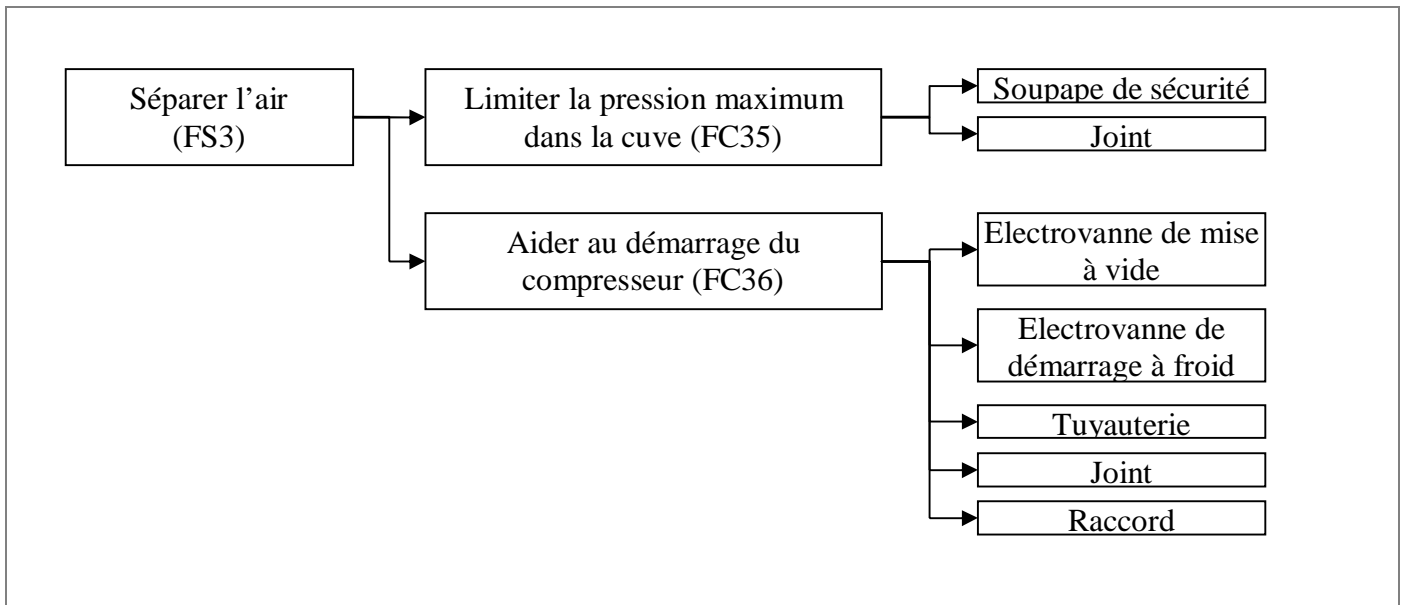 Séparer l’air
(FS3)
Limiter la pression maximum
dans la cuve (FC35)
Soupape de sécurité
Joint
Aider au démarrage du
compresseur (FC36)
Electrovanne de mise
à vide
Electrovanne de
démarrage à froid
Tuyauterie
Joint
Raccord